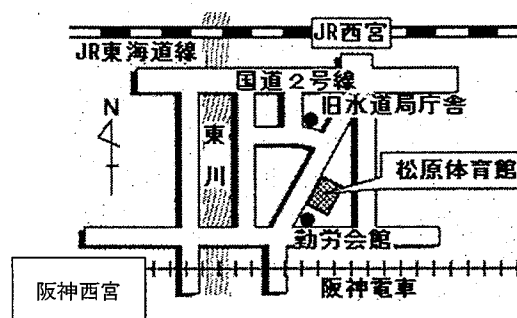 JR西宮
JR東海道線
国道2号線
旧水道局庁舎
N
東川
松原体育館
勤労会館
阪神西宮
阪神電車